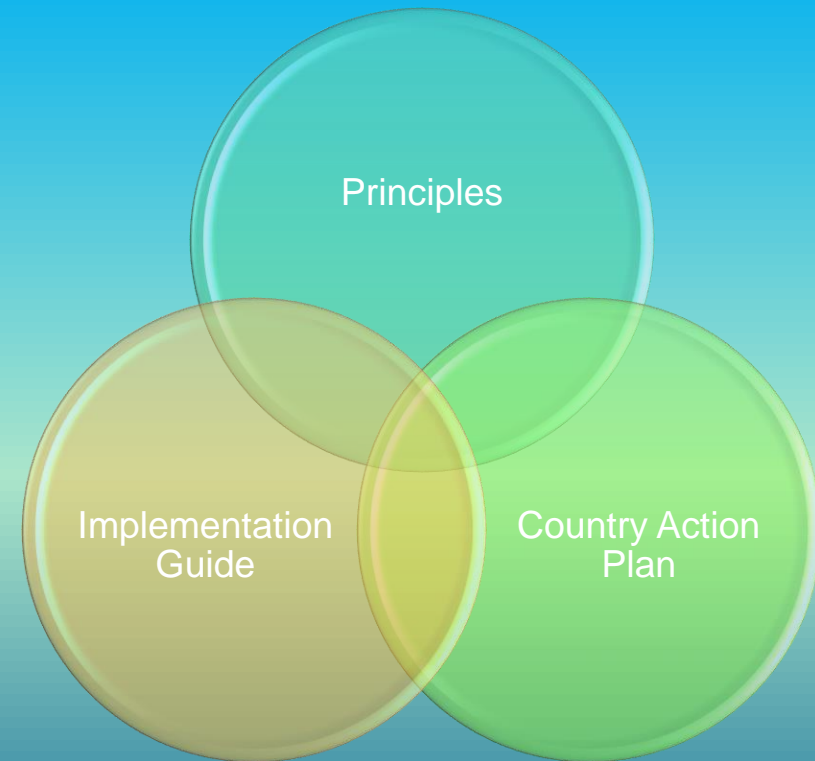 Principles
Implementation
Guide
Country Action
Plan